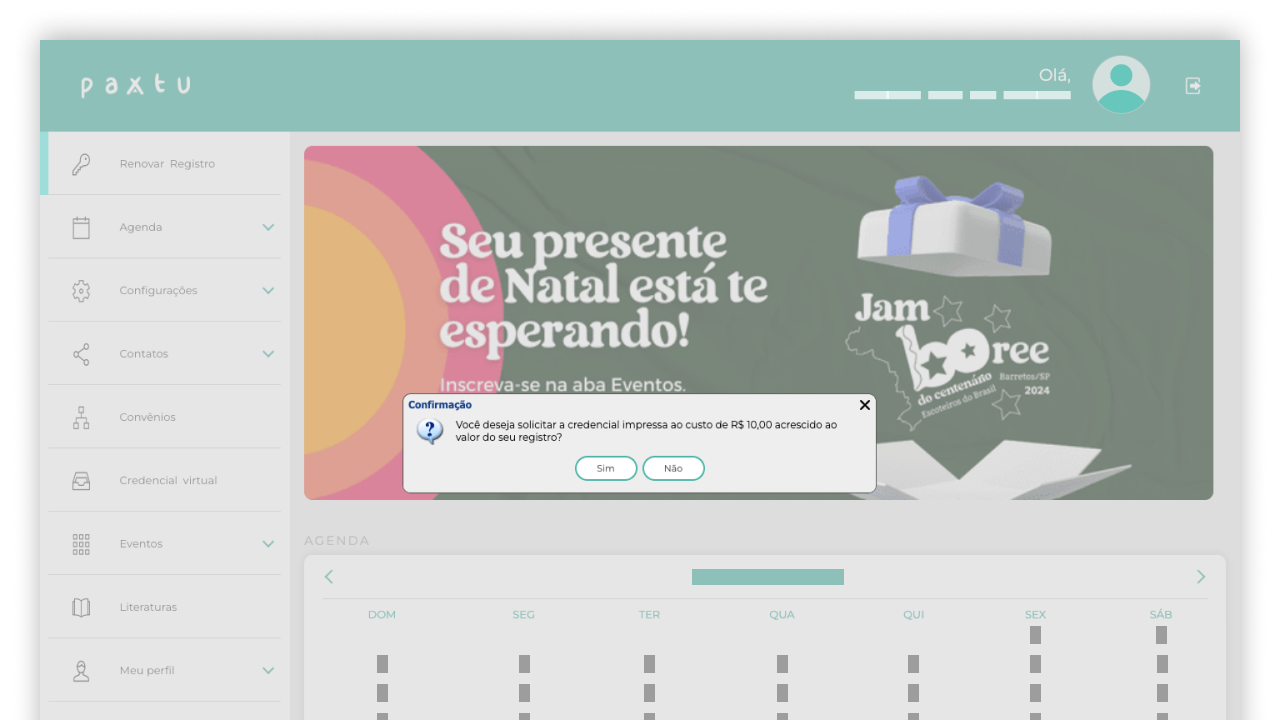 paxtu
Olá,
Renovar Registro
Agenda
Configurações
Contatos
Convênios
Credencial virtual
Eventos
Literaturas
Meu perfil
Seu presente
de Natal está te
esperando!
Inscreva-se na aba Eventos.
Jam
boree
do centenário
Escoteiros do Brasil
Barretos/SP
2024
Confirmação
Você deseja solicitar a credencial impressa ao custo de R$ 10,00 acrescido ao
valor do seu registro?
Sim
Não
AGENDA
DOM SEG TER QUA QUI SEX SÁB